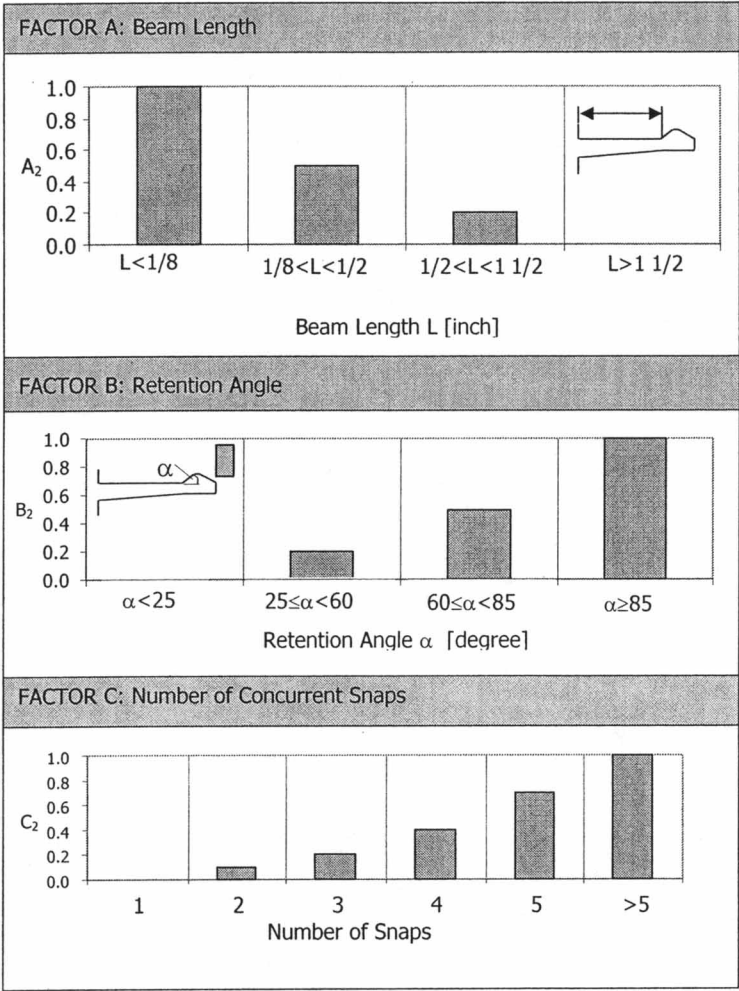 FACTOR A: Beam Length
1.0
0.8
0.6
A₂
0.4
0.2
0.0
L<1/8 1/8<L<1/2 1/2<L<1 1/2 L>1 1/2
Beam Length L [inch]
FACTOR B: Retention Angle
1.0
0.8
α
0.6
B₂
0.4
0.2
0.0
α<25 25≤α<60 60≤α<85 α≥85
Retention Angle α [degree]
FACTOR C: Number of Concurrent Snaps
1.0
0.8
0.6
C₂
0.4
0.2
0.0
1 2 3 4 5 >5
Number of Snaps